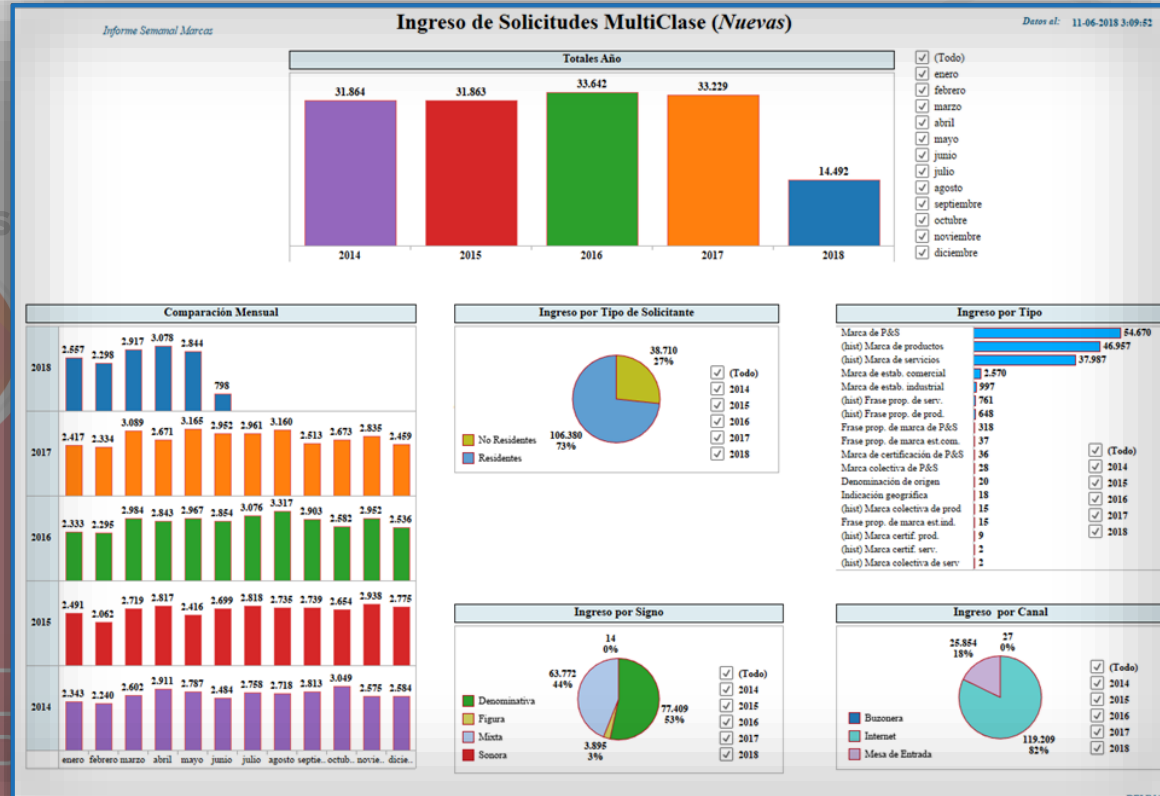 Informe Semanal Marcas
Ingreso de Solicitudes MultiClase (Nuevas)
Datos al: 11-06-2018 3:09:52
Totales Año
31.864
31.863
33.642
33.229
14.492
2014
2015
2016
2017
2018
(Todo)
enero
febrero
marzo
abril
mayo
junio
julio
agosto
septiembre
octubre
noviembre
diciembre
Comparación Mensual
2018
2.557 2.298 2.917 3.078 2.844 798
2017
2.417 2.334 3.089 2.671 3.165 2.952 2.961 3.160 2.513 2.673 2.835 2.459
2016
2.333 2.295 2.984 2.843 2.967 2.854 3.076 3.317 2.903 2.582 2.952 2.536
2015
2.491 2.062 2.719 2.817 2.416 2.699 2.818 2.735 2.739 2.654 2.938 2.775
2014
2.343 2.240 2.602 2.911 2.787 2.484 2.758 2.718 2.813 3.049 2.575 2.584
enero febrero marzo abril mayo junio julio agosto septie.. octub.. novie.. dicie..
Ingreso por Tipo de Solicitante
38.710
27%
106.380
73%
No Residentes
Residentes
(Todo)
2014
2015
2016
2017
2018
Ingreso por Tipo
Marca de P&S 54.670
(hist) Marca de productos 46.957
(hist) Marca de servicios 37.987
Marca de estab. comercial 2.570
Marca de estab. industrial 997
(hist) Frase prop. de serv. 761
(hist) Frase prop. de prod. 648
Frase prop. de marca de P&S 318
Frase prop. de marca est.com. 37
Marca de certificación de P&S 36
Marca colectiva de P&S 28
Denominación de origen 20
Indicación geográfica 18
(hist) Marca colectiva de prod 15
Frase prop. de marca est.ind. 15
(hist) Marca certif. prod. 9
(hist) Marca certif. serv. 2
(hist) Marca colectiva de serv 2
(Todo)
2014
2015
2016
2017
2018
Ingreso por Signo
14
0%
63.772
44%
77.409
53%
3.895
3%
Denominativa
Figura
Mixta
Sonora
(Todo)
2014
2015
2016
2017
2018
Ingreso por Canal
27
0%
25.854
18%
119.209
82%
Buzonera
Internet
Mesa de Entrada
(Todo)
2014
2015
2016
2017
2018